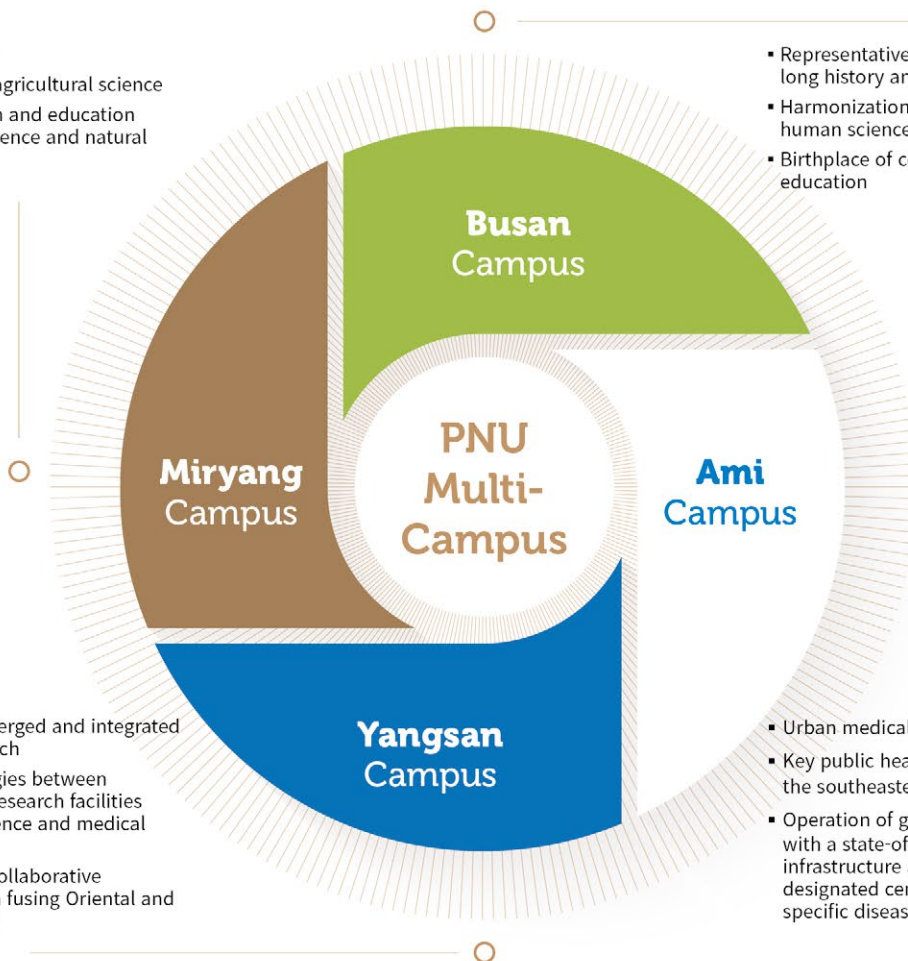 agricultural science
and education
ence and natural
▪ Representative
long history an
▪ Harmonization
human science
▪ Birthplace of c
education
Busan
Campus
Miryang
Campus
PNU
Multi-
Campus
Ami
Campus
Yangsan
Campus
erged and integrated
ch
gies between
esearch facilities
ence and medical
ollaborative
fusing Oriental and
▪ Urban medical
▪ Key public hea
the southeaste
▪ Operation of g
with a state-of
infrastructure
designated cen
specific diseas